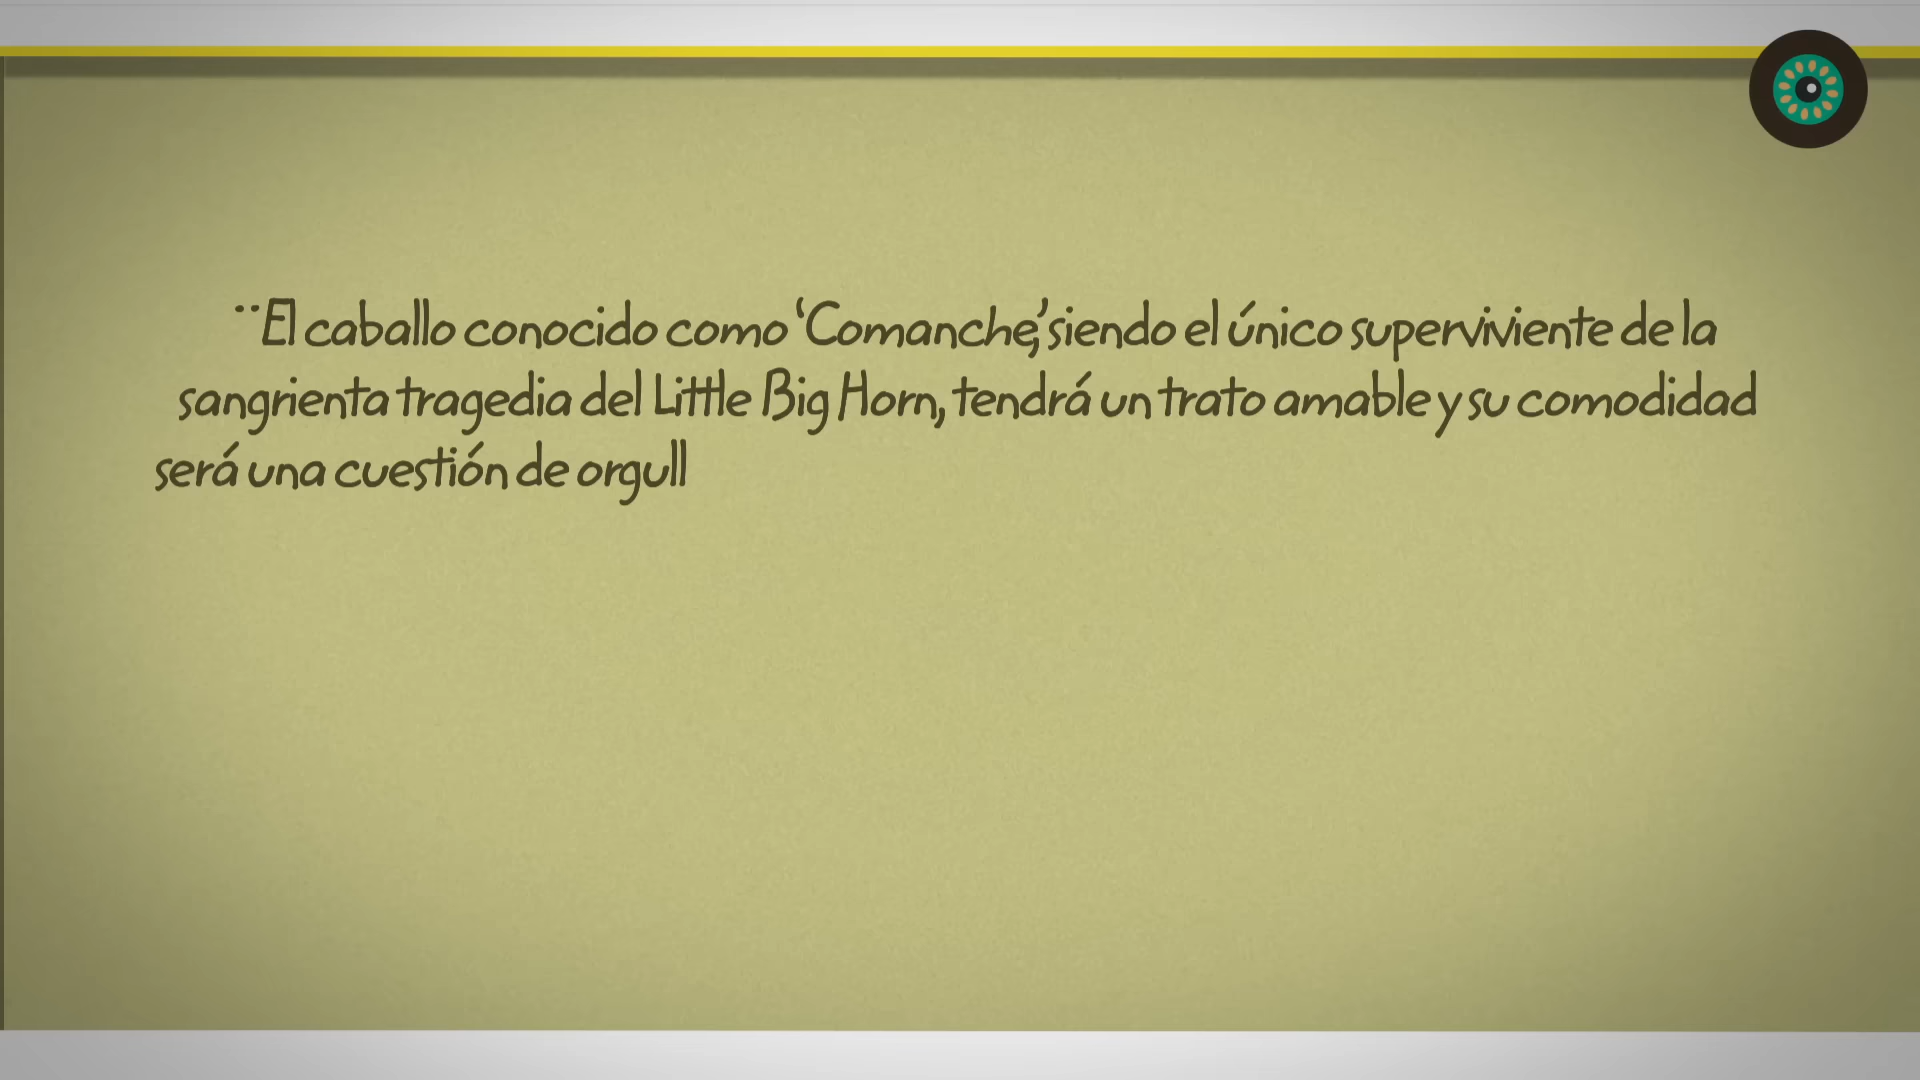 ¨El caballo conocido como ‘Comanche,’ siendo el único superviviente de la
sangrienta tragedia del Little Big Horn, tendrá un trato amable y su comodidad
será una cuestión de orgull